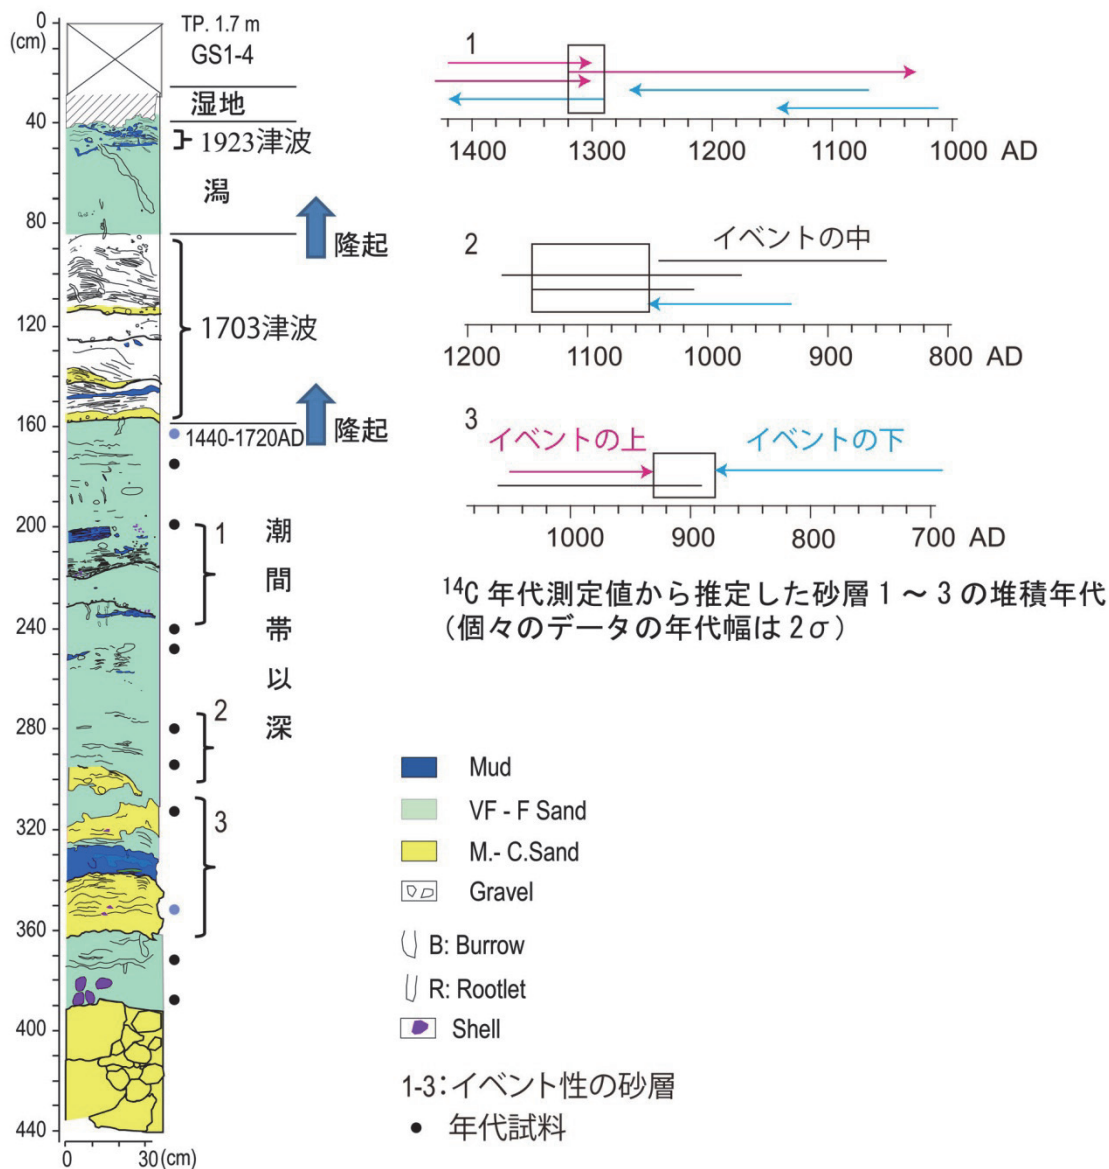 0
(cm)
40
80
120
160
200
240
280
320
360
400
440
0
30
(cm)
TP. 1.7 m
GS1-4
湿地
1923津波
潟
隆起
1703津波
隆起
1440-1720AD
1
潮間帯以深
2
3
1
1400
1300
1200
1100
1000
AD
2
イベントの中
1200
1100
1000
900
800
AD
3
イベントの上
イベントの下
1000
900
800
700
AD
¹⁴C 年代測定値から推定した砂層 1 ~ 3 の堆積年代
（個々のデータの年代幅は 2σ）
Mud
VF - F Sand
M.- C.Sand
Gravel
B: Burrow
R: Rootlet
Shell
1-3：イベント性の砂層
● 年代試料